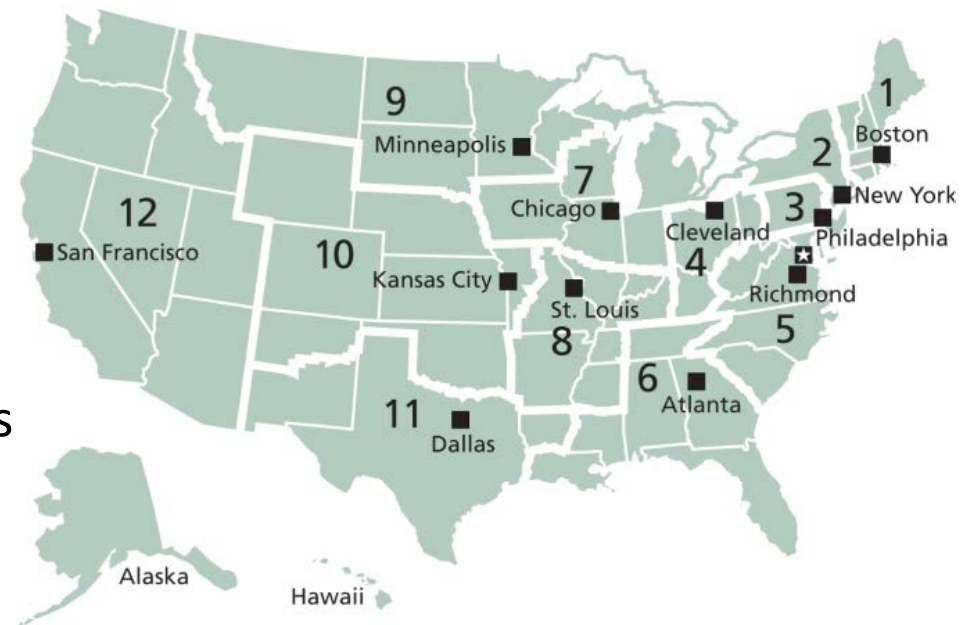 1
Boston
9
Minneapolis
2
7
New York
Chicago
3
Cleveland
Philadelphia
12
4
San Francisco
10
Kansas City
St. Louis
Richmond
8
5
6
Atlanta
11
Dallas
s
Alaska
Hawaii